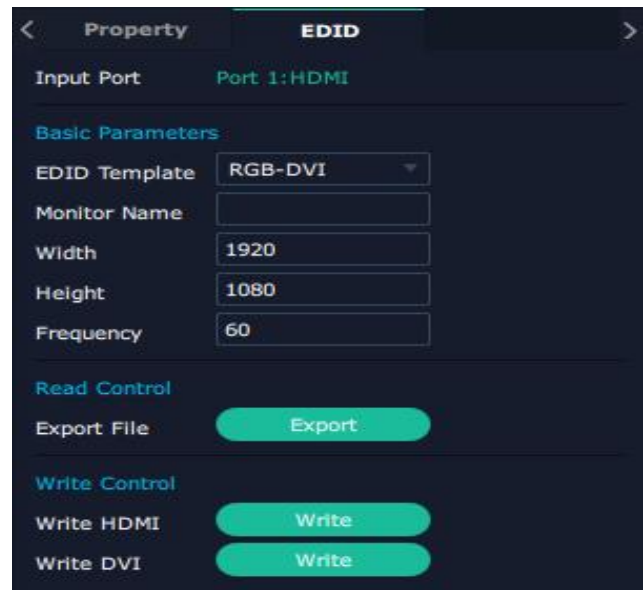 < Property EDID >
Input Port Port 1:HDMI
Basic Parameters
EDID Template RGB-DVI
Monitor Name
Width 1920
Height 1080
Frequency 60
Read Control
Export File Export
Write Control
Write HDMI Write
Write DVI Write